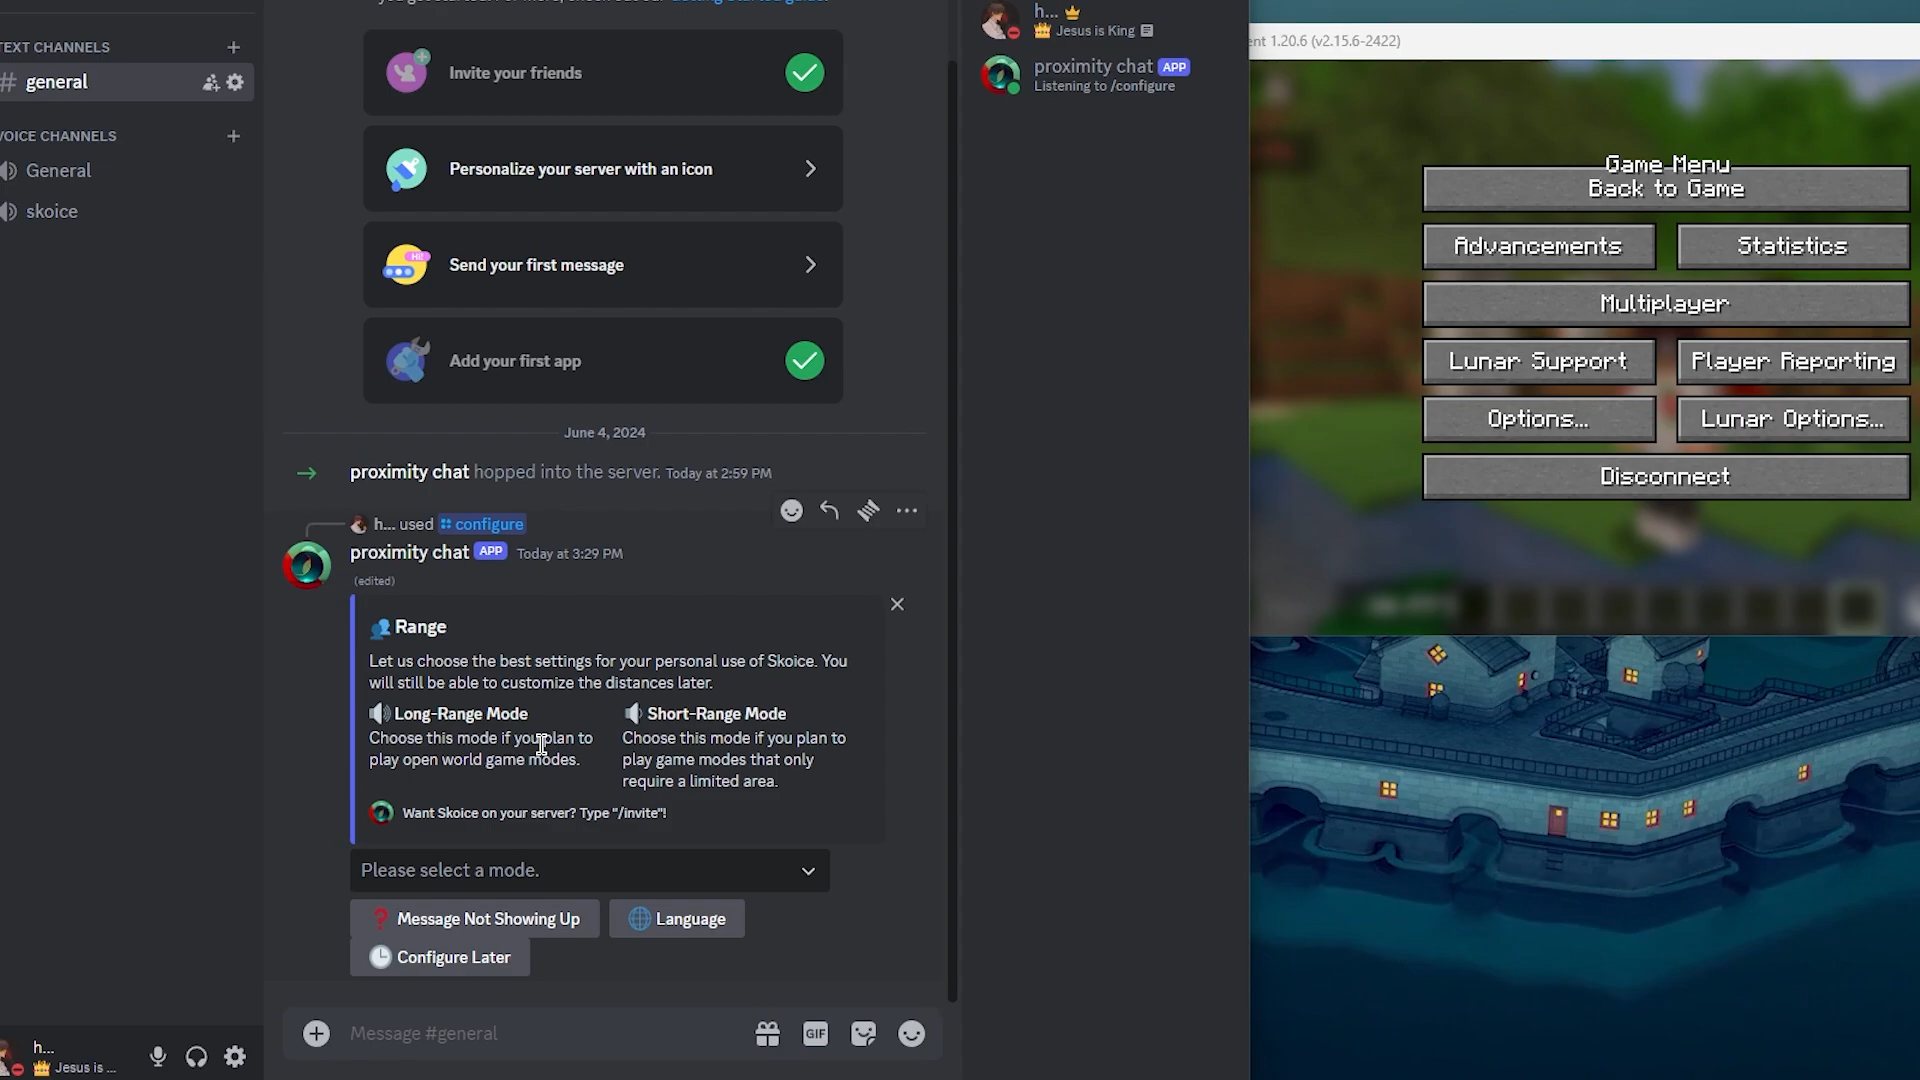 TEXT CHANNELS
# general
VOICE CHANNELS
General
skoice
h...
Jesus is ...
Invite your friends
Personalize your server with an icon
Hi!
Send your first message
Add your first app
June 4, 2024
proximity chat hopped into the server. Today at 2:59 PM
h... used configure
proximity chat APP Today at 3:29 PM
(edited)
Range
Let us choose the best settings for your personal use of Skoice. You
will still be able to customize the distances later.
Long-Range Mode
Choose this mode if you plan to
play open world game modes.
Short-Range Mode
Choose this mode if you plan to
play game modes that only
require a limited area.
Want Skoice on your server? Type "/invite"!
Please select a mode.
Message Not Showing Up
Language
Configure Later
Message #general
GIF
h...
Jesus is King
proximity chat APP
Listening to /configure
ent 1.20.6 (v2.15.6-2422)
Game Menu
Back to Game
Advancements
Statistics
Multiplayer
Lunar Support
Player Reporting
Options...
Lunar Options...
Disconnect